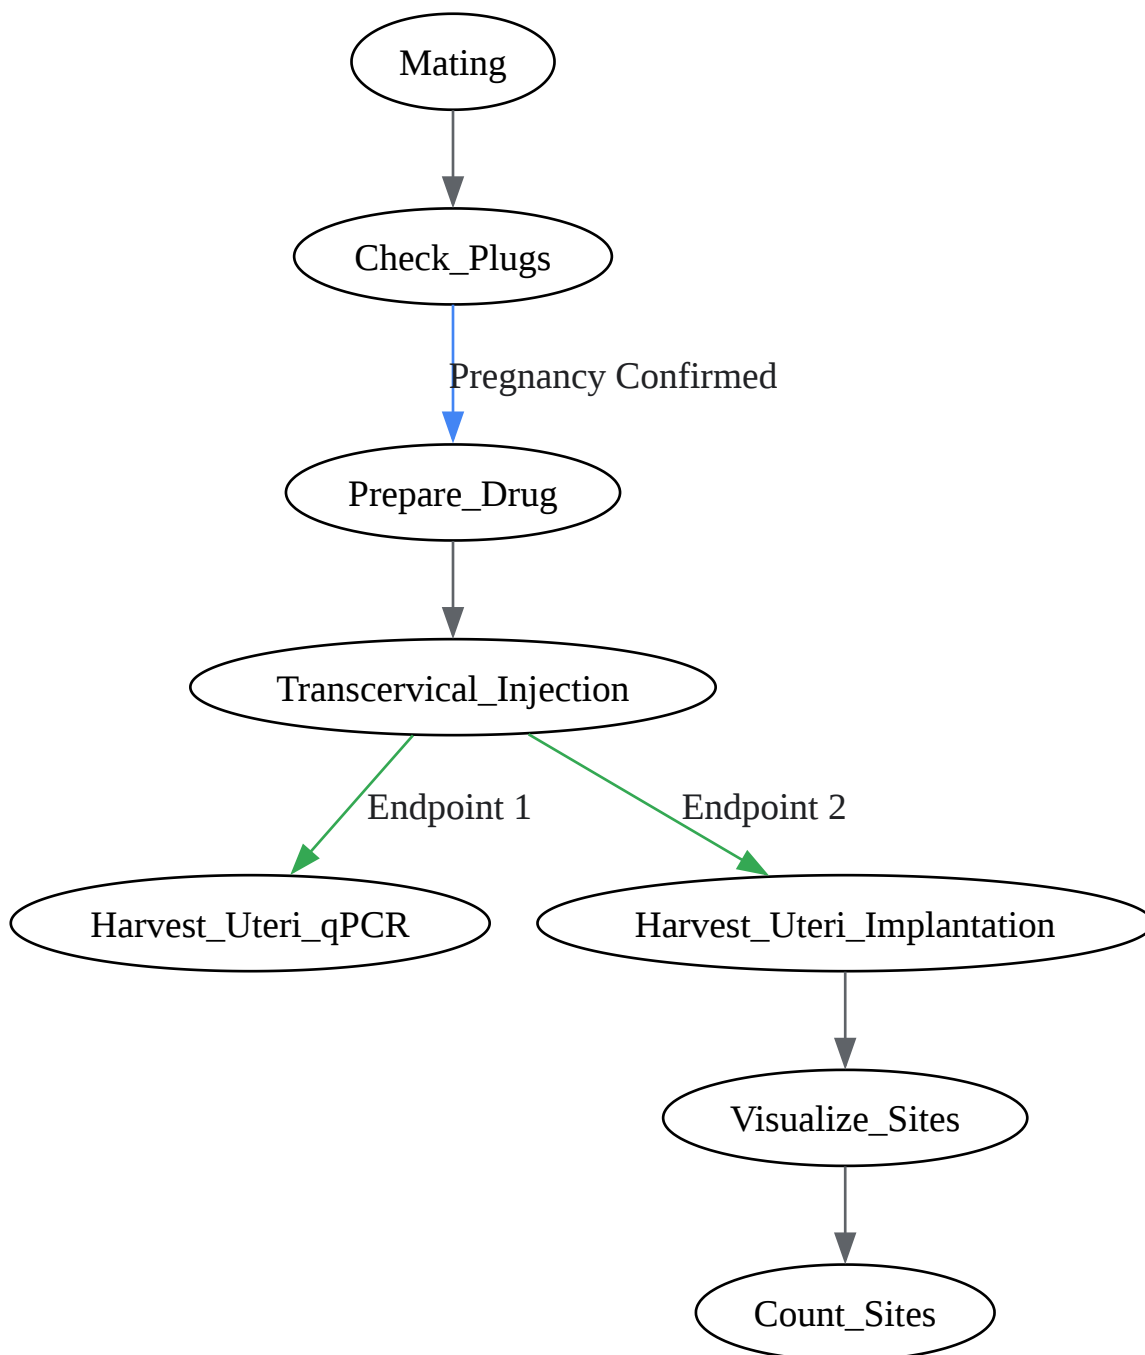 Mating
Check_Plugs
Pregnancy Confirmed
Prepare_Drug
Transcervical_Injection
Endpoint 1
Endpoint 2
Harvest_Uteri_qPCR
Harvest_Uteri_Implantation
Visualize_Sites
Count_Sites